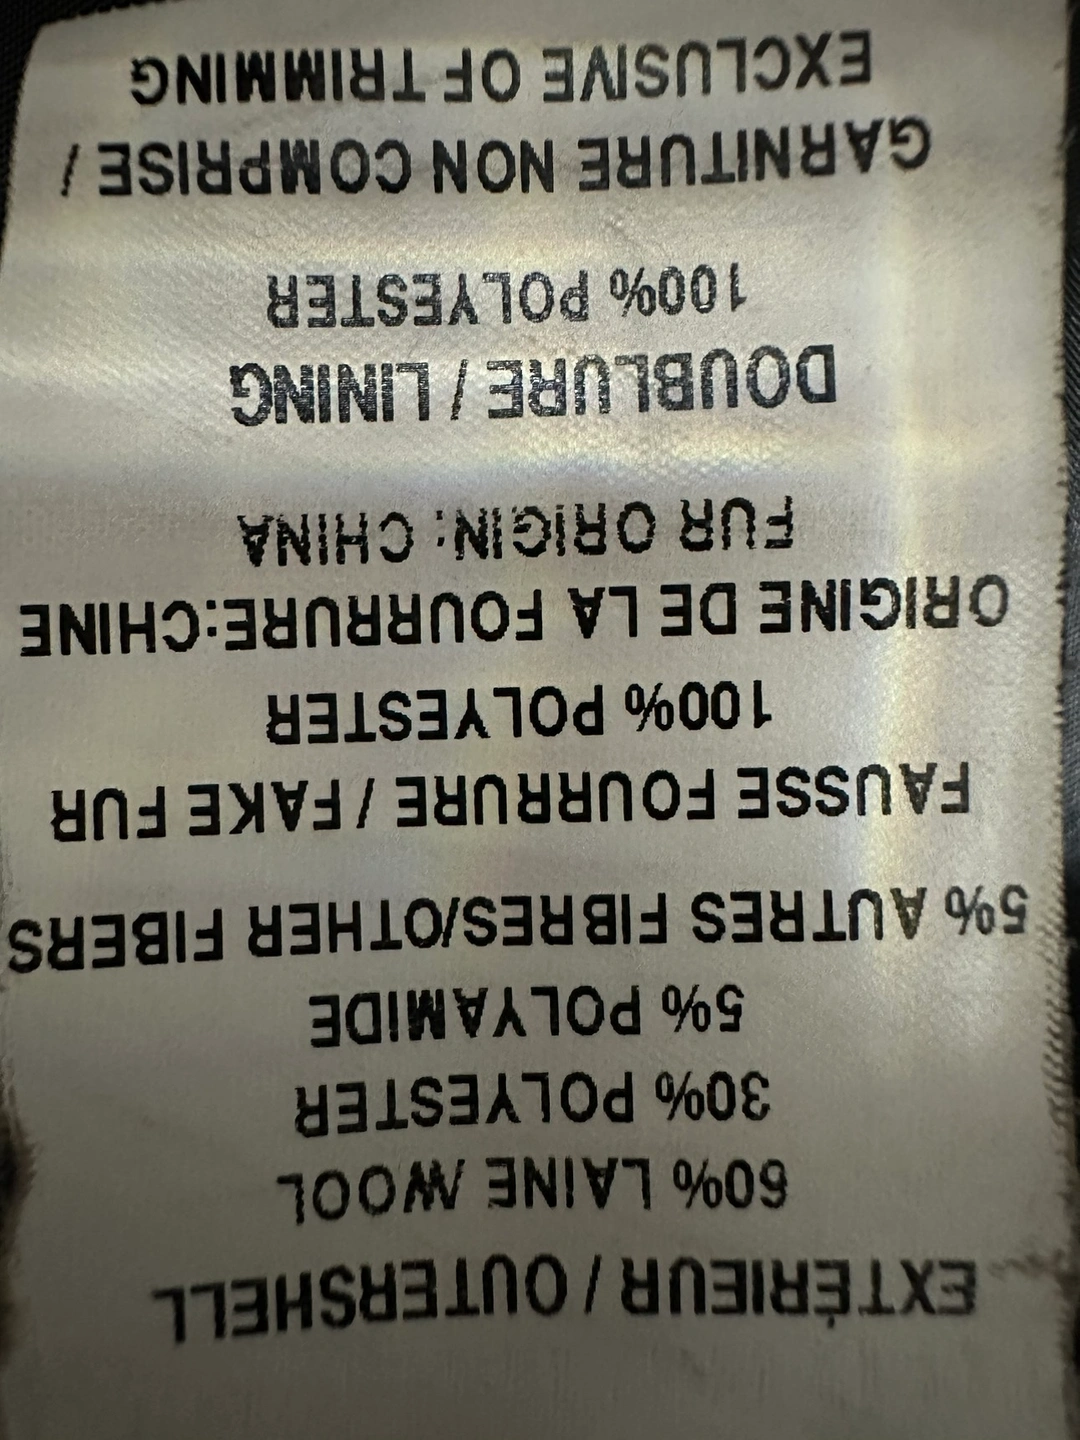 EXTÉRIEUR / OUTERSHELL
60% LAINE /WOOL
30% POLYESTER
5% POLYAMIDE
5% AUTRES FIBRES/OTHER FIBERS
FAUSSE FOURRURE / FAKE FUR
100% POLYESTER
ORIGINE DE LA FOURRURE:CHINE
FUR ORIGIN: CHINA
DOUBLURE / LINING
100% POLYESTER
GARNITURE NON COMPRISE /
EXCLUSIVE OF TRIMMING